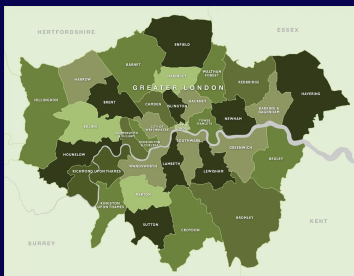 HERTFORDSHIRE
ESSEX
ENFIELD
BARNET
HARINGEY
WALTHAM
FOREST
REDBRIDGE
HARROW
HAVERING
GREATER LONDON
HILLINGDON
BRENT
CAMDEN
ISLINGTON
HACKNEY
BARKING &
DAGENHAM
NEWHAM
TOWER
HAMLETS
EALING
CITY OF
WESTMINSTER
SOUTHWARK
GREENWICH
HOUNSLOW
RICHMOND UPON THAMES
WANDSWORTH
LAMBETH
LEWISHAM
BEXLEY
MERTON
KINGSTON
UPON THAMES
SUTTON
CROYDON
BROMLEY
KENT
SURREY